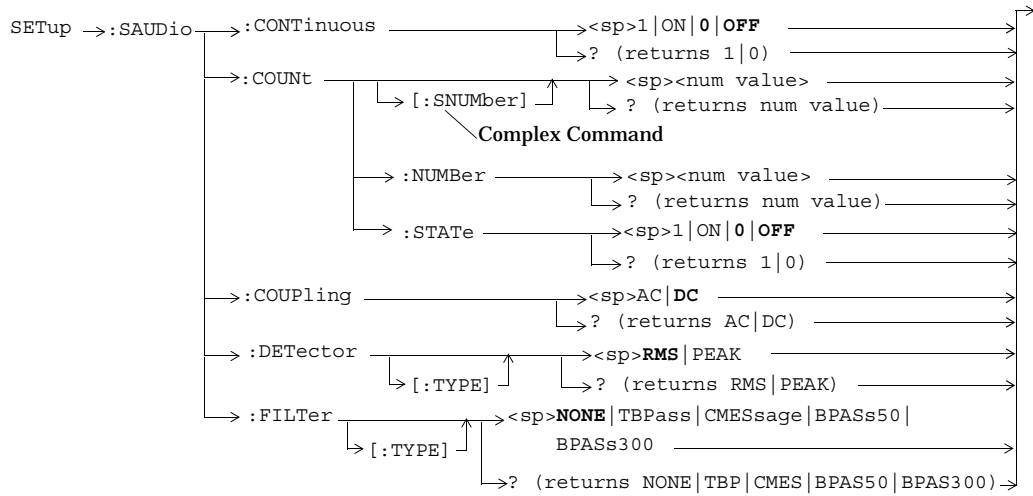 SETup :SAUDio :CONTinuous <sp>1|ON|0|OFF
? (returns 1|0)
:COUNt <sp><num value>
[:SNUMber] ? (returns num value)
Complex Command
:NUMBer <sp><num value>
? (returns num value)
:STATe <sp>1|ON|0|OFF
? (returns 1|0)
:COUPling <sp>AC|DC
? (returns AC|DC)
:DETector <sp>RMS|PEAK
[:TYPE] ? (returns RMS|PEAK)
:FILTer <sp>NONE|TBPass|CMESsage|BPASs50|
[:TYPE] BPASs300
? (returns NONE|TBP|CMES|BPAS50|BPAS300)